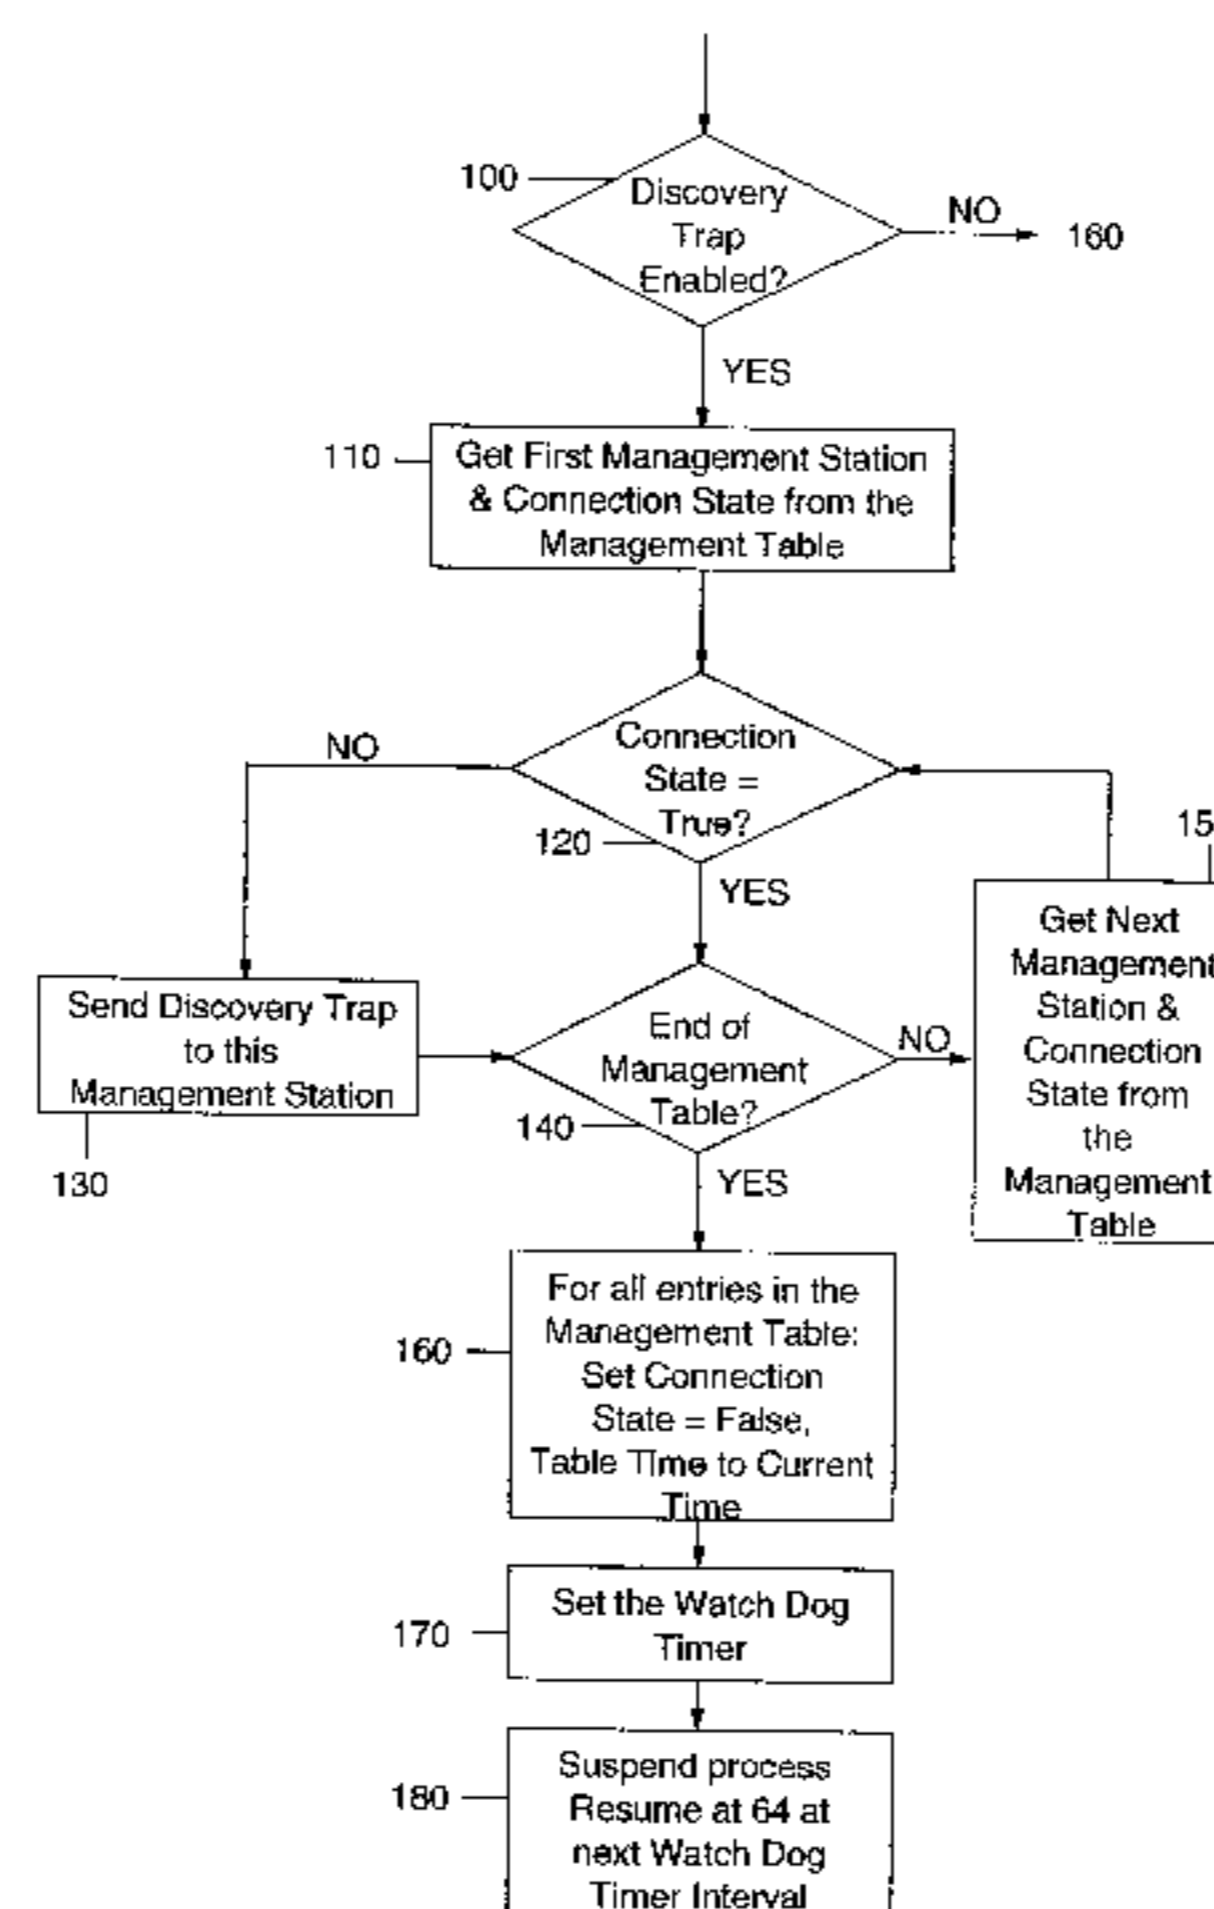 100
Discovery
Trap
Enabled?
NO
160
YES
110
Get First Management Station
& Connection State from the
Management Table
Connection
State =
True?
NO
120
YES
15
Get Next
Management
Station &
Connection
State from
the
Management
Table
Send Discovery Trap
to this
Management Station
130
End of
Management
Table?
NO
140
YES
160
For all entries in the
Management Table:
Set Connection
State = False,
Table Time to Current
Time
170
Set the Watch Dog
Timer
180
Suspend process
Resume at 64 at
next Watch Dog
Timer Interval